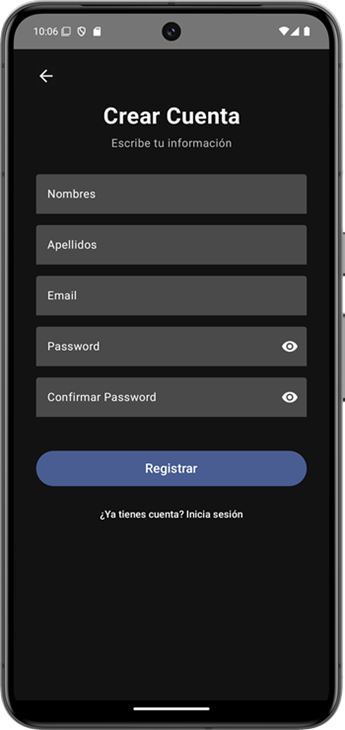 10:06
Crear Cuenta
Escribe tu información
Nombres
Apellidos
Email
Password
Confirmar Password
Registrar
¿Ya tienes cuenta? Inicia sesión